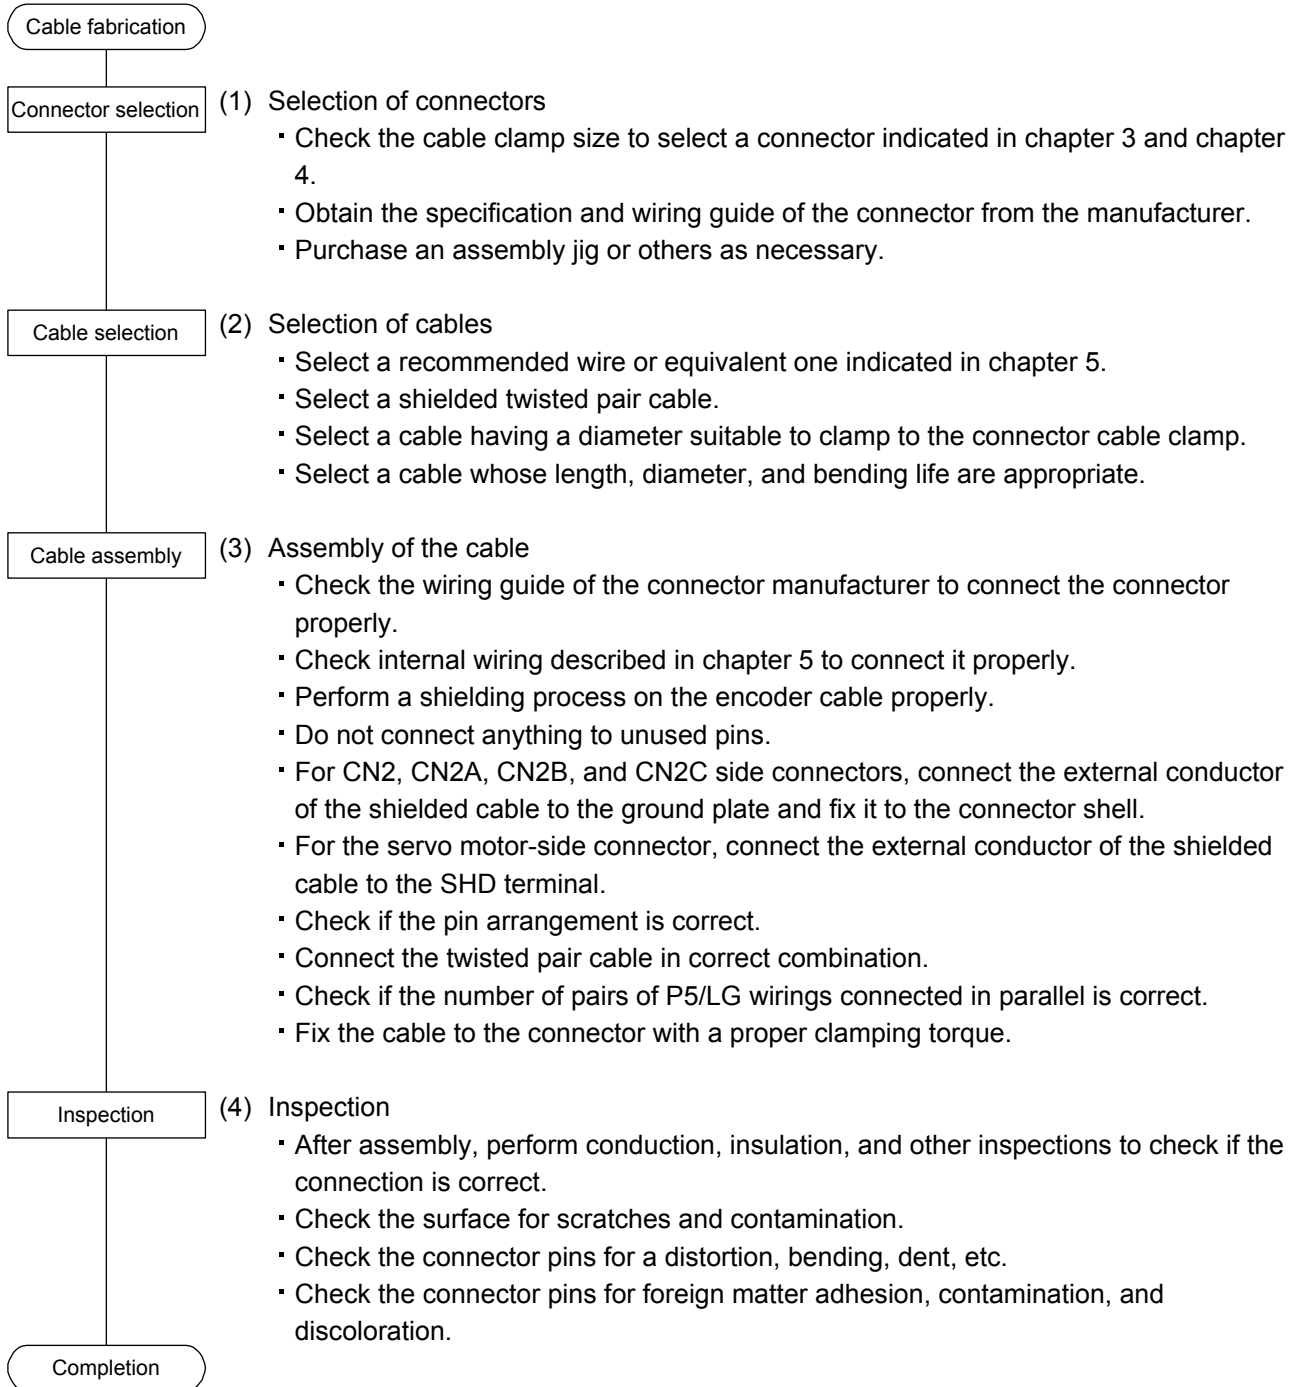 Cable fabrication
Connector selection
(1) Selection of connectors
▪ Check the cable clamp size to select a connector indicated in chapter 3 and chapter
4.
▪ Obtain the specification and wiring guide of the connector from the manufacturer.
▪ Purchase an assembly jig or others as necessary.
Cable selection
(2) Selection of cables
▪ Select a recommended wire or equivalent one indicated in chapter 5.
▪ Select a shielded twisted pair cable.
▪ Select a cable having a diameter suitable to clamp to the connector cable clamp.
▪ Select a cable whose length, diameter, and bending life are appropriate.
Cable assembly
(3) Assembly of the cable
▪ Check the wiring guide of the connector manufacturer to connect the connector
properly.
▪ Check internal wiring described in chapter 5 to connect it properly.
▪ Perform a shielding process on the encoder cable properly.
▪ Do not connect anything to unused pins.
▪ For CN2, CN2A, CN2B, and CN2C side connectors, connect the external conductor
of the shielded cable to the ground plate and fix it to the connector shell.
▪ For the servo motor-side connector, connect the external conductor of the shielded
cable to the SHD terminal.
▪ Check if the pin arrangement is correct.
▪ Connect the twisted pair cable in correct combination.
▪ Check if the number of pairs of P5/LG wirings connected in parallel is correct.
▪ Fix the cable to the connector with a proper clamping torque.
Inspection
(4) Inspection
▪ After assembly, perform conduction, insulation, and other inspections to check if the
connection is correct.
▪ Check the surface for scratches and contamination.
▪ Check the connector pins for a distortion, bending, dent, etc.
▪ Check the connector pins for foreign matter adhesion, contamination, and
discoloration.
Completion